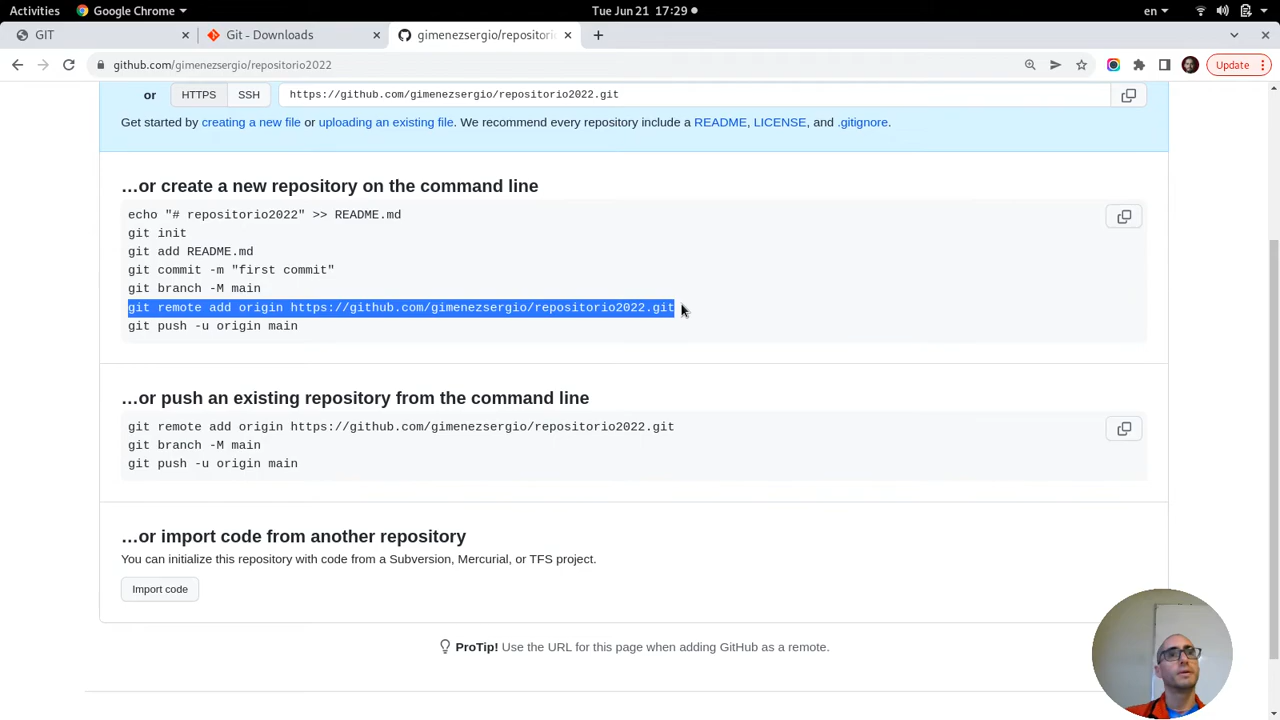 Activities
Google Chrome
Tue Jun 21 17:29
en
GIT
Git - Downloads
gimenezsergio/repositorio
github.com/gimenezsergio/repositorio2022
Update
or
HTTPS
SSH
https://github.com/gimenezsergio/repositorio2022.git
Get started by creating a new file or uploading an existing file. We recommend every repository include a README, LICENSE, and .gitignore.
…or create a new repository on the command line
echo "# repositorio2022" >> README.md
git init
git add README.md
git commit -m "first commit"
git branch -M main
git remote add origin https://github.com/gimenezsergio/repositorio2022.git
git push -u origin main
…or push an existing repository from the command line
git remote add origin https://github.com/gimenezsergio/repositorio2022.git
git branch -M main
git push -u origin main
…or import code from another repository
You can initialize this repository with code from a Subversion, Mercurial, or TFS project.
Import code
ProTip! Use the URL for this page when adding GitHub as a remote.